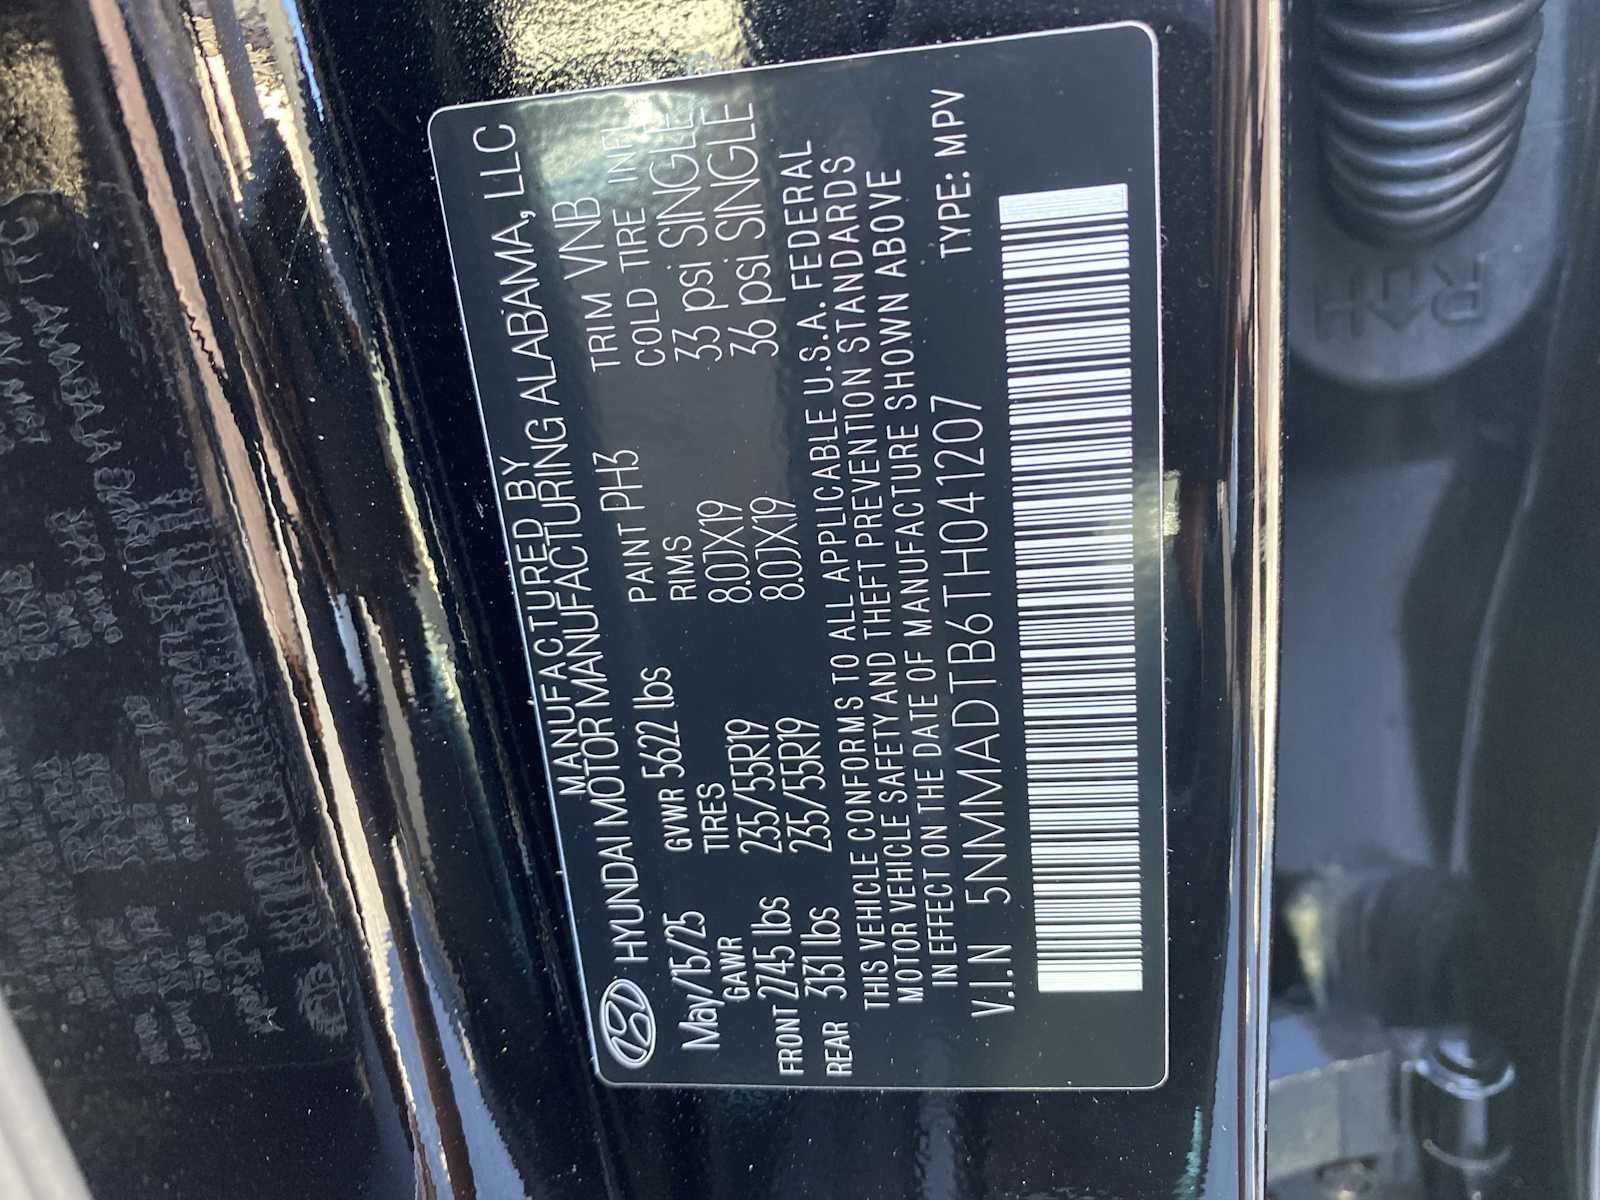 MANUFACTURED BY
HYUNDAI MOTOR MANUFACTURING ALABAMA, LLC
May/15/25 GVWR 5622 lbs PAINT PH3 TRIM VNB
GAWR TIRES RIMS COLD TIRE INFL
FRONT 2745 lbs 235/55R19 8.0JX19 33 psi SINGLE
REAR 3131 lbs 235/55R19 8.0JX19 36 psi SINGLE
THIS VEHICLE CONFORMS TO ALL APPLICABLE U.S.A. FEDERAL
MOTOR VEHICLE SAFETY AND THEFT PREVENTION STANDARDS
IN EFFECT ON THE DATE OF MANUFACTURE SHOWN ABOVE
V.I.N 5NMMADTB6TH041207 TYPE: MPV
R H